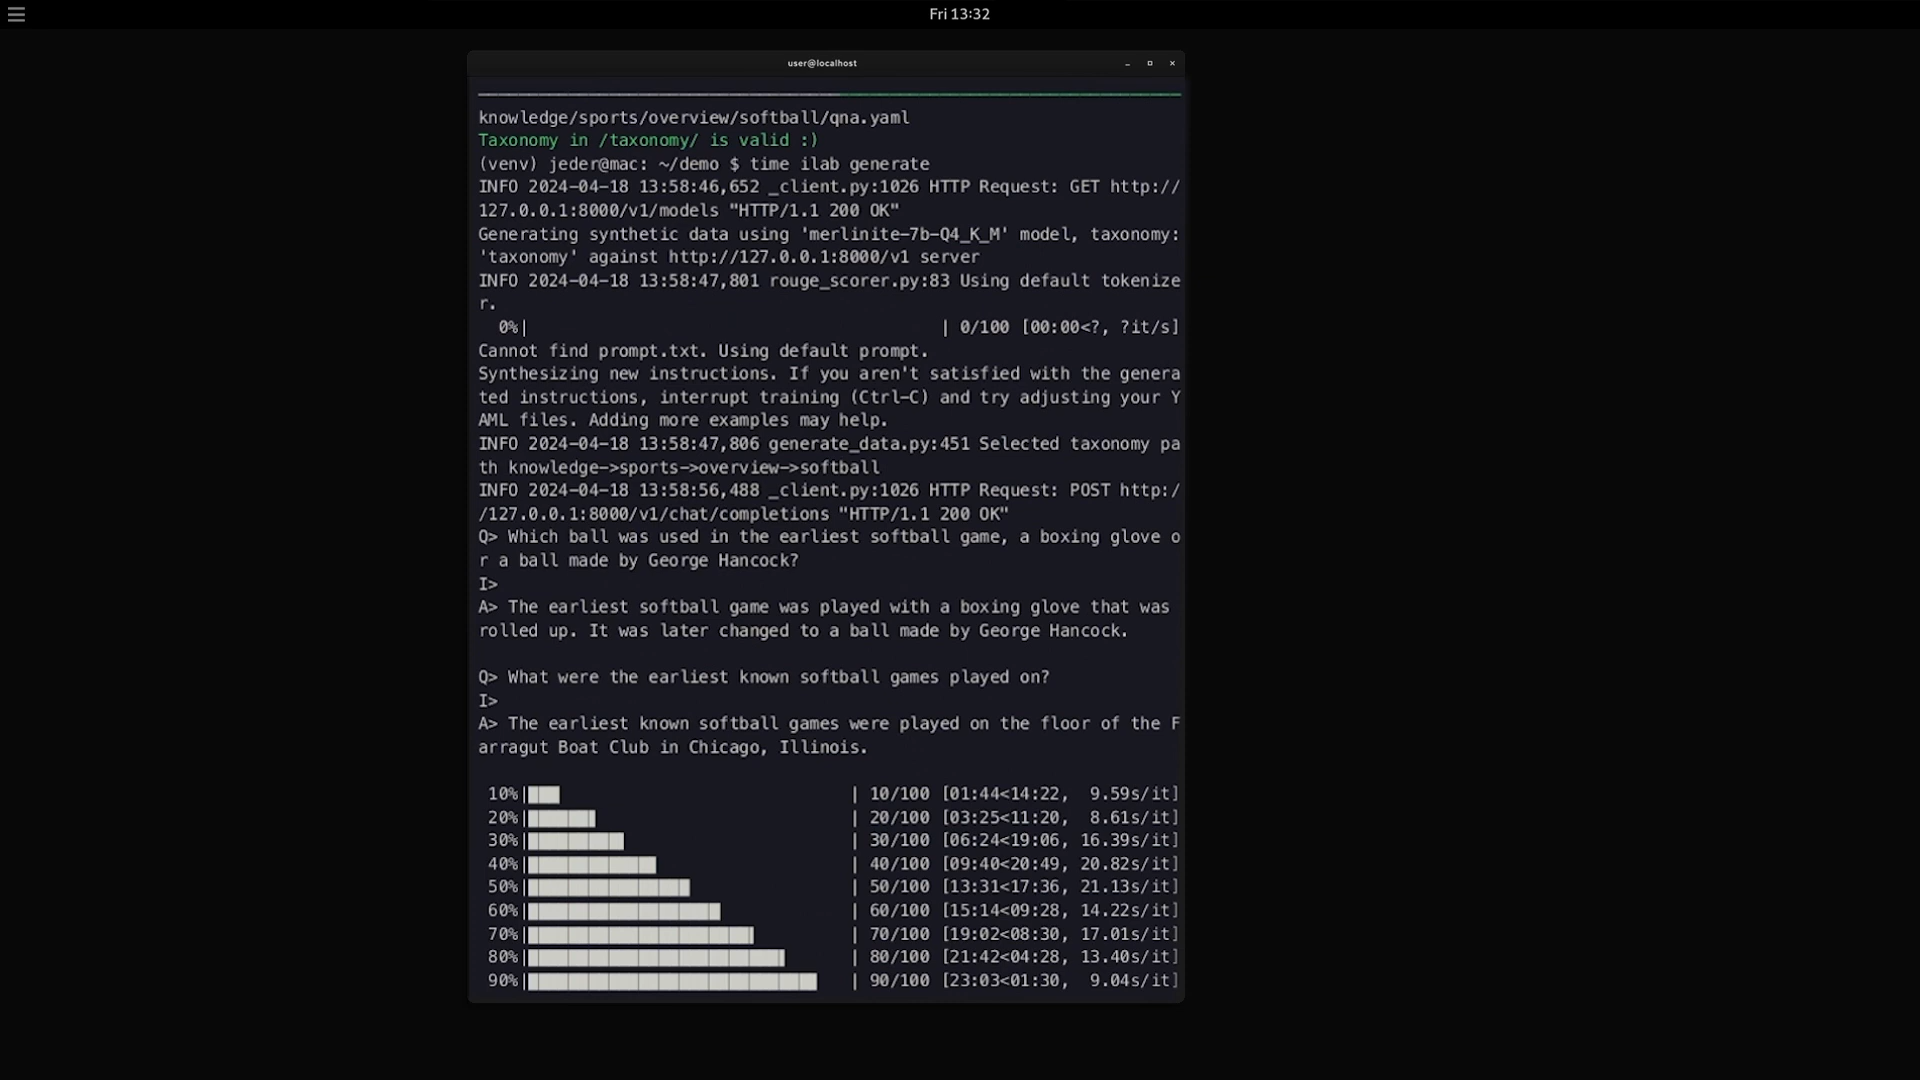 Fri 13:32
user@localhost
knowledge/sports/overview/softball/qna.yaml
Taxonomy in /taxonomy/ is valid :)
(venv) jeder@mac: ~/demo $ time ilab generate
INFO 2024-04-18 13:58:46,652 _client.py:1026 HTTP Request: GET http://
127.0.0.1:8000/v1/models "HTTP/1.1 200 OK"
Generating synthetic data using 'merlinite-7b-Q4_K_M' model, taxonomy:
'taxonomy' against http://127.0.0.1:8000/v1 server
INFO 2024-04-18 13:58:47,801 rouge_scorer.py:83 Using default tokenize
r.
0%| | 0/100 [00:00<?, ?it/s]
Cannot find prompt.txt. Using default prompt.
Synthesizing new instructions. If you aren't satisfied with the genera
ted instructions, interrupt training (Ctrl-C) and try adjusting your Y
AML files. Adding more examples may help.
INFO 2024-04-18 13:58:47,806 generate_data.py:451 Selected taxonomy pa
th knowledge->sports->overview->softball
INFO 2024-04-18 13:58:56,488 _client.py:1026 HTTP Request: POST http:/
/127.0.0.1:8000/v1/chat/completions "HTTP/1.1 200 OK"
Q> Which ball was used in the earliest softball game, a boxing glove o
r a ball made by George Hancock?
I>
A> The earliest softball game was played with a boxing glove that was
rolled up. It was later changed to a ball made by George Hancock.
Q> What were the earliest known softball games played on?
I>
A> The earliest known softball games were played on the floor of the F
arragut Boat Club in Chicago, Illinois.
10%| | 10/100 [01:44<14:22, 9.59s/it]
20%| | 20/100 [03:25<11:20, 8.61s/it]
30%| | 30/100 [06:24<19:06, 16.39s/it]
40%| | 40/100 [09:40<20:49, 20.82s/it]
50%| | 50/100 [13:31<17:36, 21.13s/it]
60%| | 60/100 [15:14<09:28, 14.22s/it]
70%| | 70/100 [19:02<08:30, 17.01s/it]
80%| | 80/100 [21:42<04:28, 13.40s/it]
90%| | 90/100 [23:03<01:30, 9.04s/it]